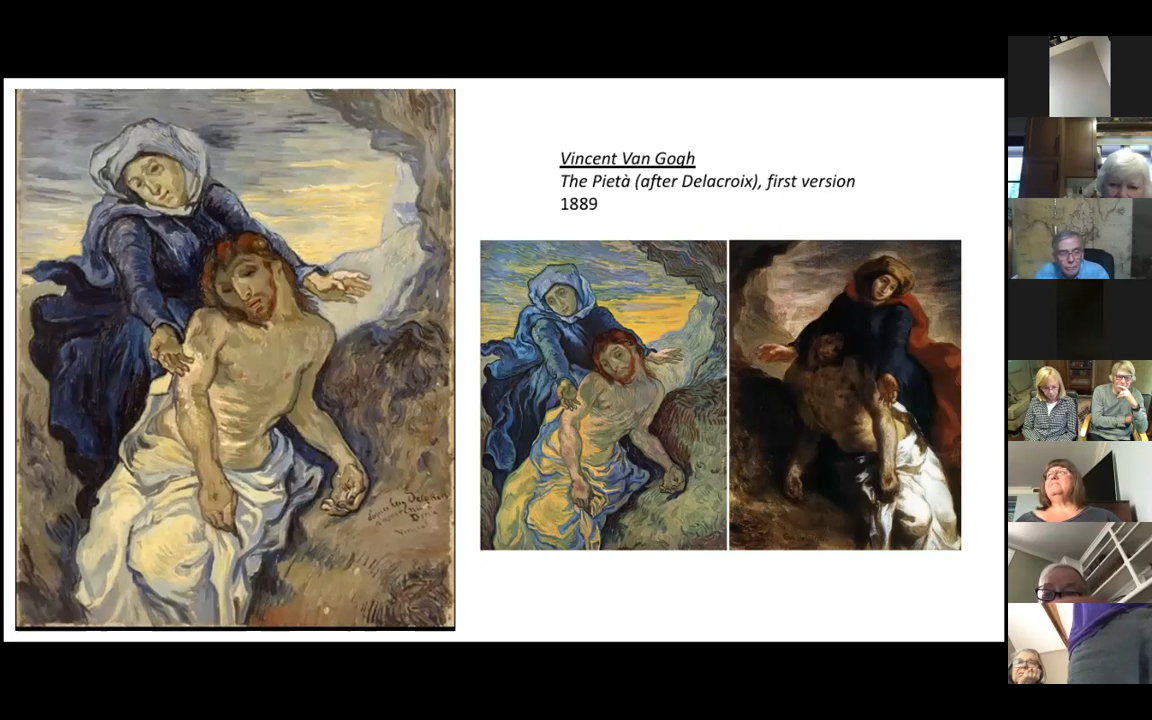 Vincent Van Gogh
The Pietà (after Delacroix), first version
1889